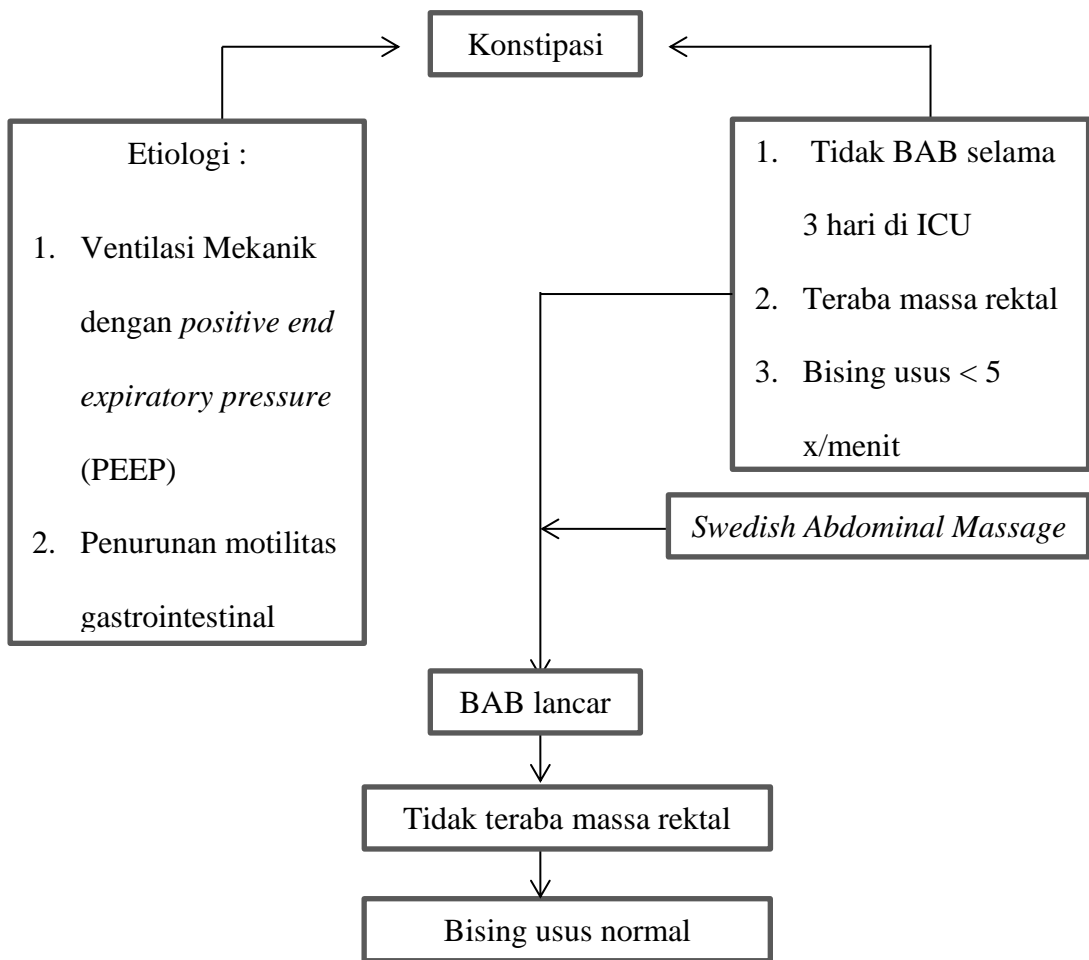 Konstipasi
Etiologi :
1. Ventilasi Mekanik
dengan positive end
expiratory pressure
(PEEP)
2. Penurunan motilitas
gastrointestinal
1. Tidak BAB selama
3 hari di ICU
2. Teraba massa rektal
3. Bising usus < 5
x/menit
Swedish Abdominal Massage
BAB lancar
Tidak teraba massa rektal
Bising usus normal